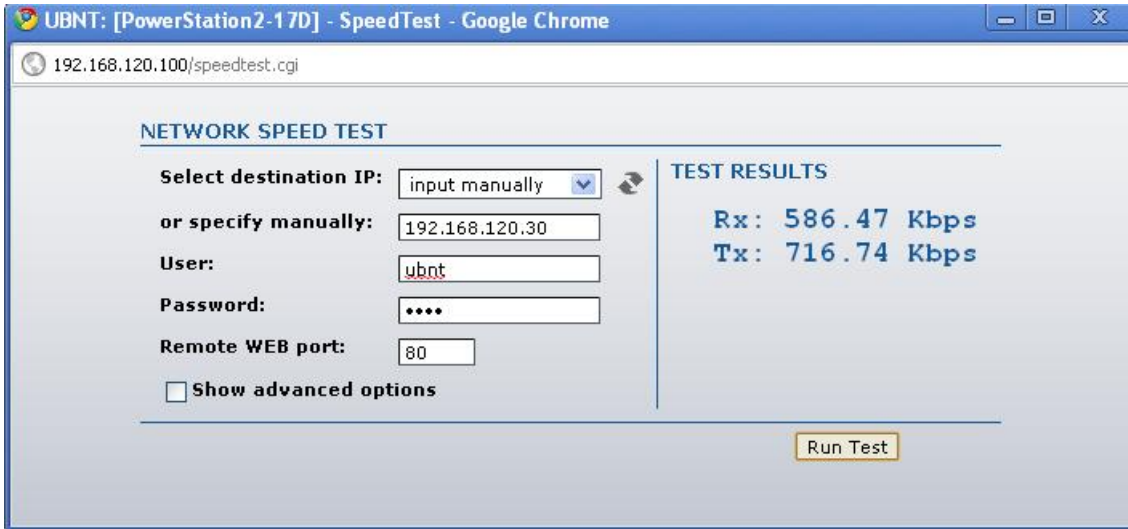 UBNT: [PowerStation2-17D] - SpeedTest - Google Chrome
192.168.120.100/speedtest.cgi
NETWORK SPEED TEST
Select destination IP: input manually
or specify manually: 192.168.120.30
User: ubnt
Password: ••••
Remote WEB port: 80
Show advanced options
TEST RESULTS
Rx: 586.47 Kbps
Tx: 716.74 Kbps
Run Test